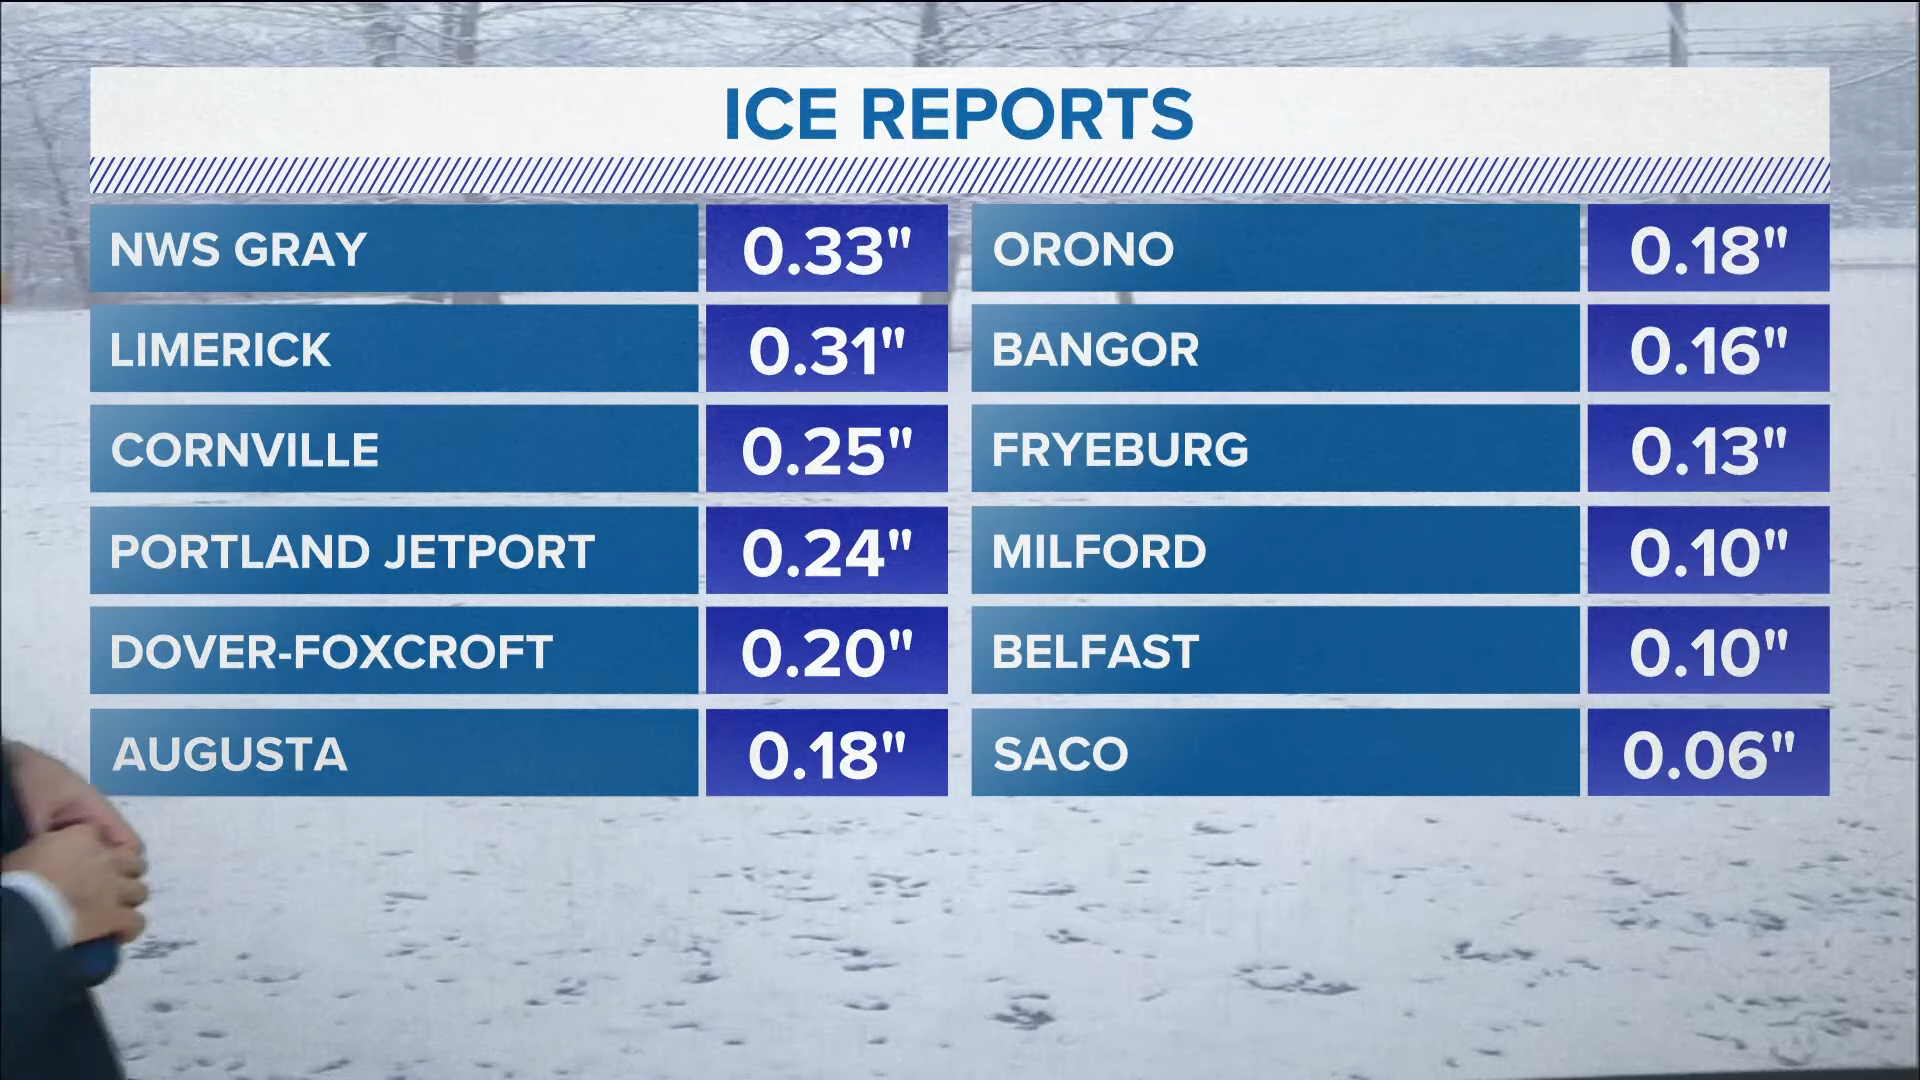 ICE REPORTS
NWS GRAY 0.33"
LIMERICK 0.31"
CORNVILLE 0.25"
PORTLAND JETPORT 0.24"
DOVER-FOXCROFT 0.20"
AUGUSTA 0.18"
ORONO 0.18"
BANGOR 0.16"
FRYEBURG 0.13"
MILFORD 0.10"
BELFAST 0.10"
SACO 0.06"